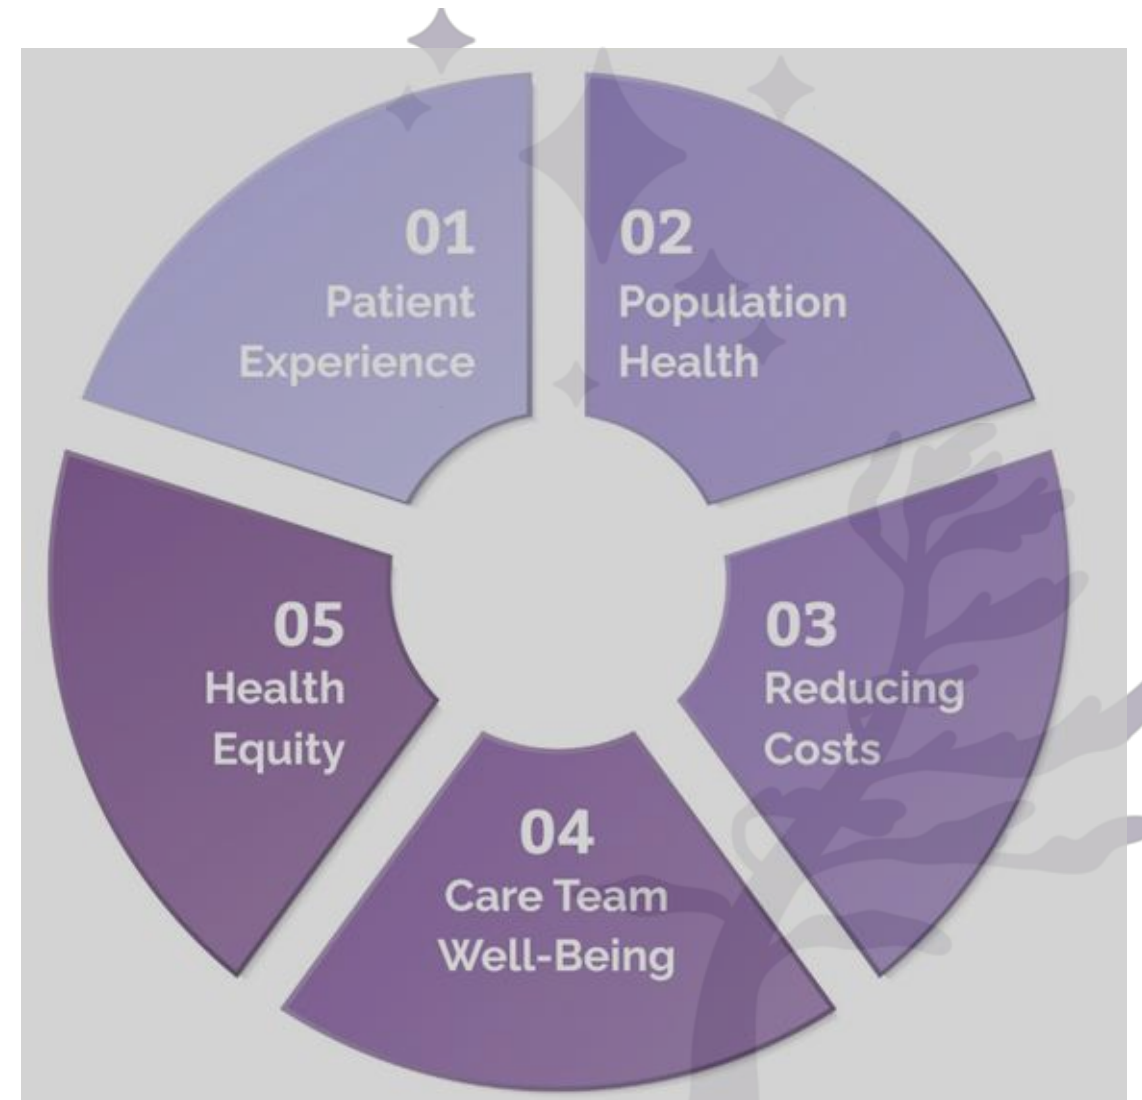 01
Patient
Experience
02
Population
Health
03
Reducing
Costs
04
Care Team
Well-Being
05
Health
Equity